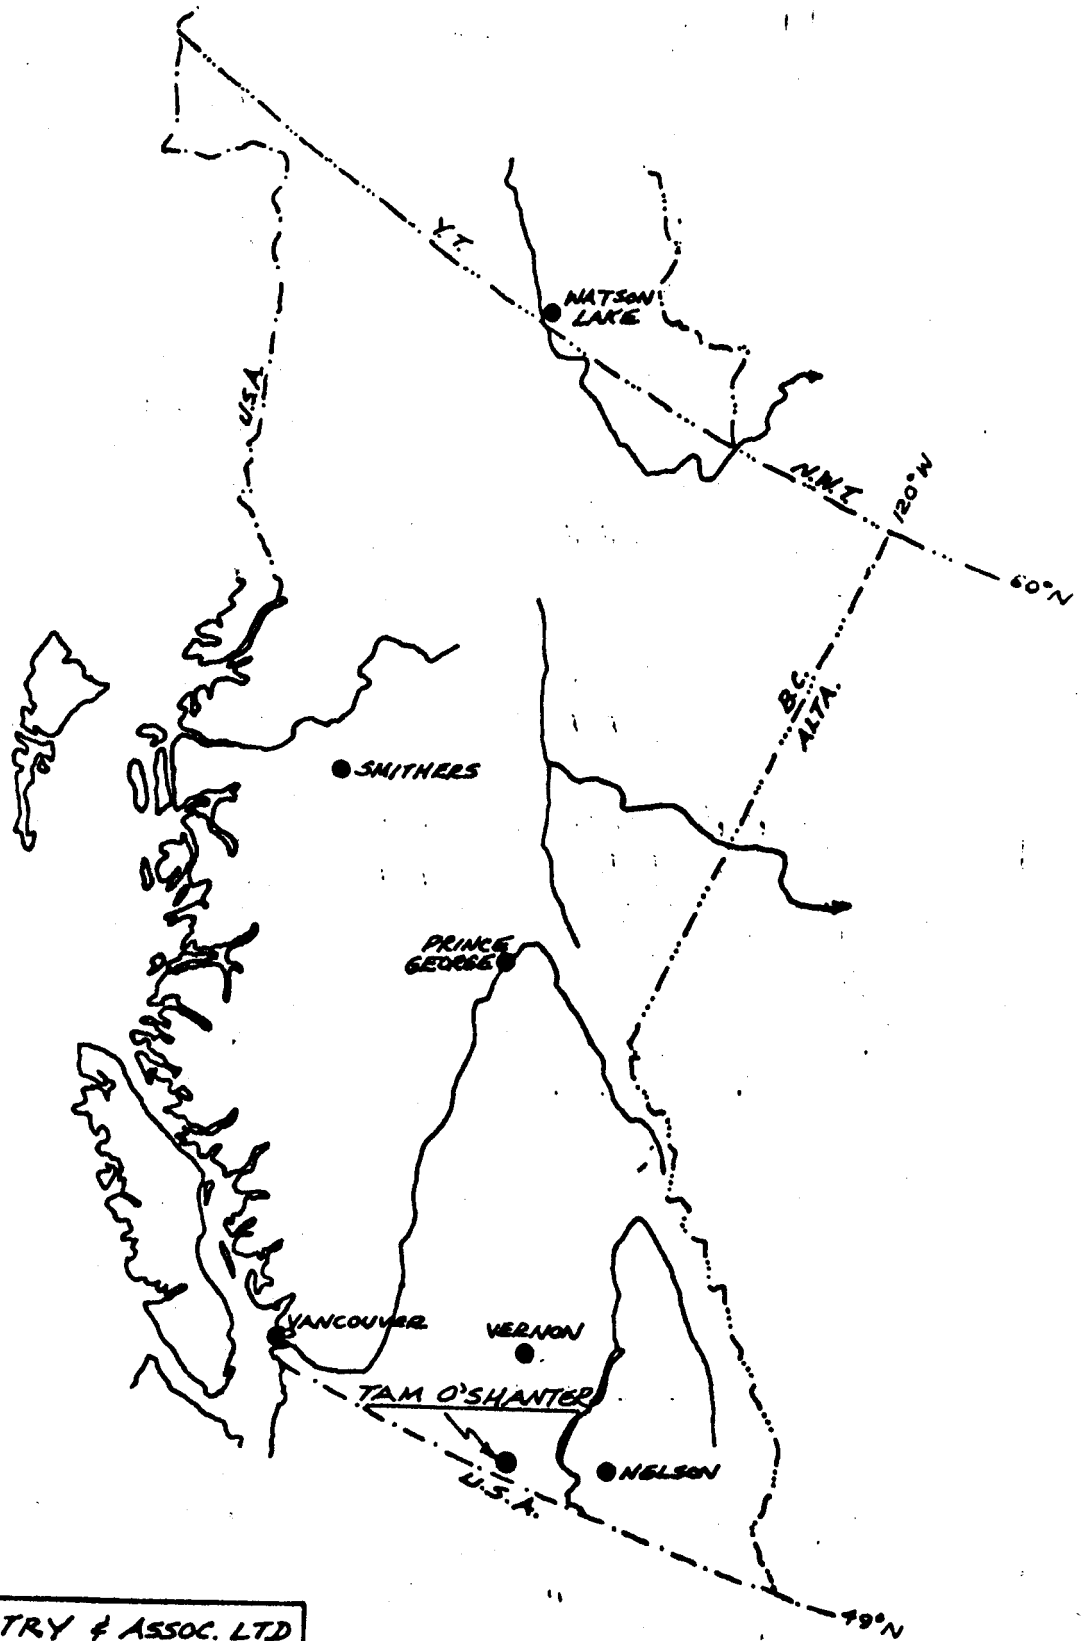 Y.T.
WATSON
LAKE
U.S.A.
N.W.T.
120°W
60°N
B.C.
ALTA.
SMITHERS
PRINCE
GEORGE
VANCOUVER
VERNON
TAM O'SHANTER
NELSON
U.S.A.
49°N
TRY & ASSOC. LTD